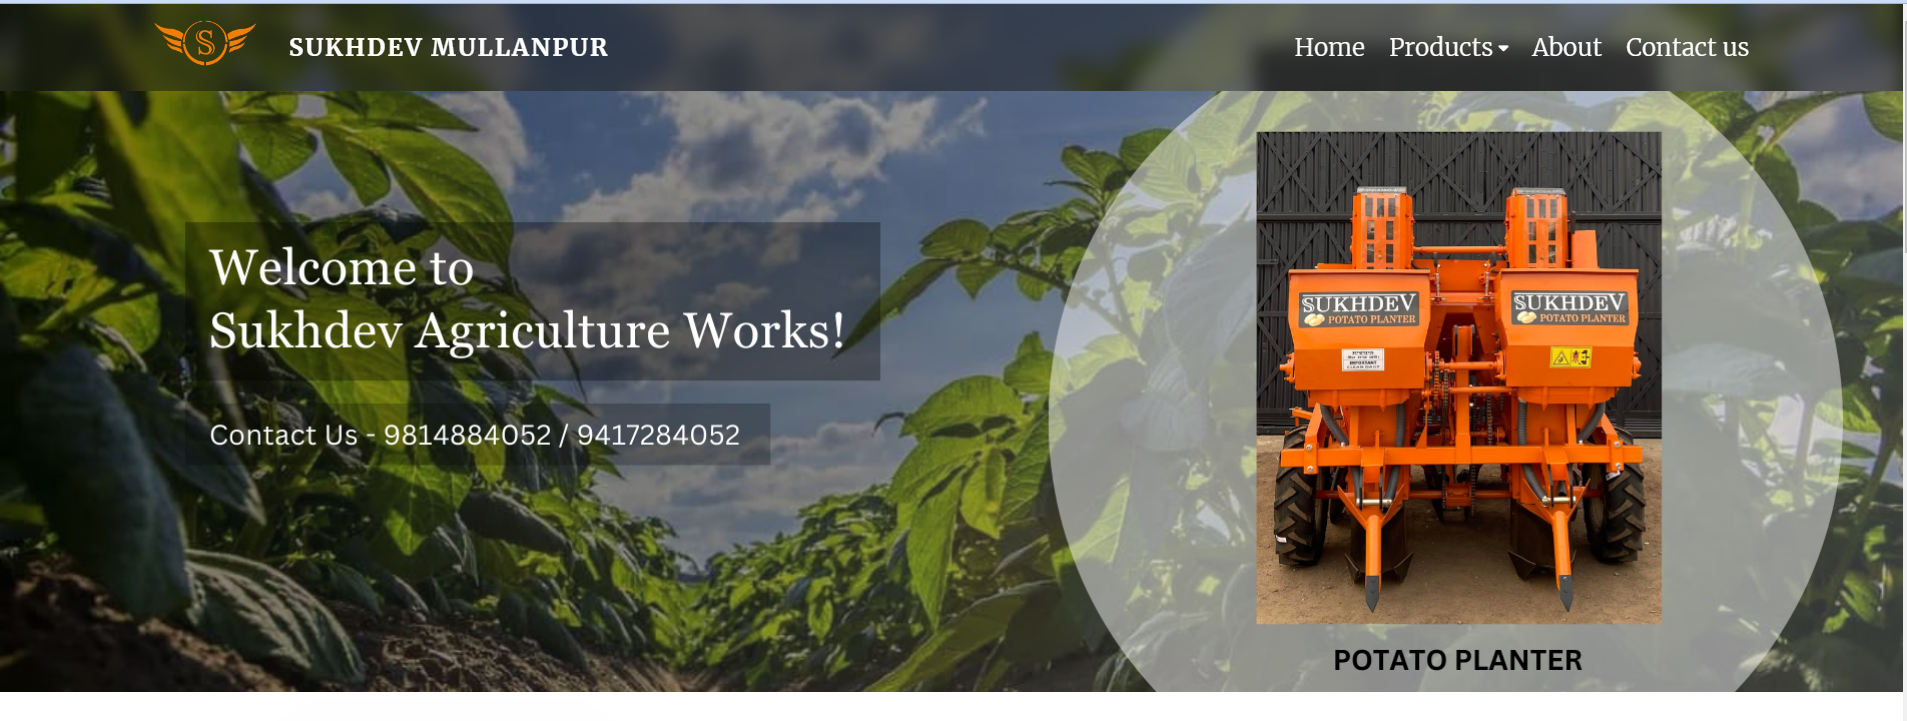 S
SUKHDEV MULLANPUR
Home Products About Contact us
Welcome to
Sukhdev Agriculture Works!
Contact Us - 9814884052 / 9417284052
SUKHDEV
POTATO PLANTER
SUKHDEV
POTATO PLANTER
IMPORTANT
POTATO PLANTER